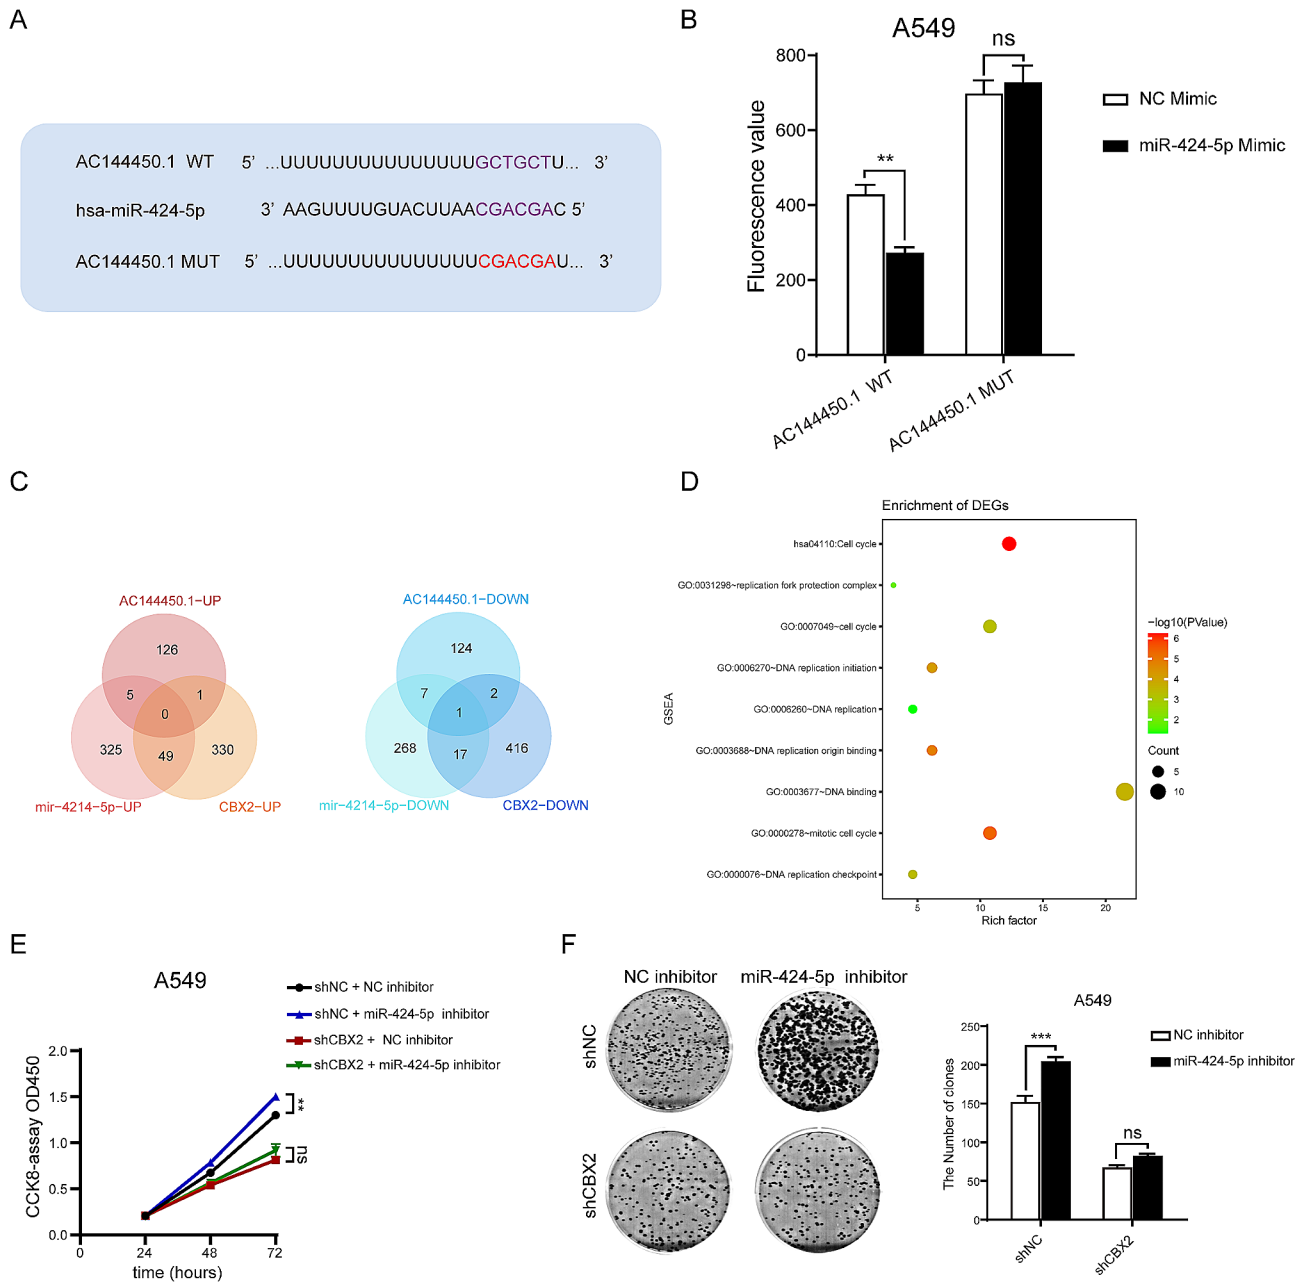 A
AC144450.1 WT 5’ ...UUUUUUUUUUUUUUUGCTGCTU... 3’
hsa-miR-424-5p 3’ AAGUUUUGUACUUAACGACGAC 5’
AC144450.1 MUT 5’ ...UUUUUUUUUUUUUUUCGACGAU... 3’
B
A549
Fluorescence value
800
600
400
200
0
**
ns
AC144450.1 WT
AC144450.1 MUT
NC Mimic
miR-424-5p Mimic
C
AC144450.1−UP
126
5
1
0
325
49
330
mir-4214-5p-UP
CBX2−UP
AC144450.1−DOWN
124
7
2
1
268
17
416
mir-4214-5p−DOWN
CBX2−DOWN
D
Enrichment of DEGs
GSEA
hsa04110:Cell cycle
GO:0031298~replication fork protection complex
GO:0007049~cell cycle
GO:0006270~DNA replication initiation
GO:0006260~DNA replication
GO:0003688~DNA replication origin binding
GO:0003677~DNA binding
GO:0000278~mitotic cell cycle
GO:0000076~DNA replication checkpoint
5 10 15 20
Rich factor
−log10(PValue)
6
5
4
3
2
Count
5
10
E
A549
shNC + NC inhibitor
shNC + miR-424-5p inhibitor
shCBX2 + NC inhibitor
shCBX2 + miR-424-5p inhibitor
CCK8-assay OD450
2.0
1.5
1.0
0.5
0.0
**
ns
0 24 48 72
time (hours)
F
NC inhibitor miR-424-5p inhibitor
shNC
shCBX2
A549
The Number of clones
250
200
150
100
50
0
***
ns
shNC
shCBX2
NC inhibitor
miR-424-5p inhibitor